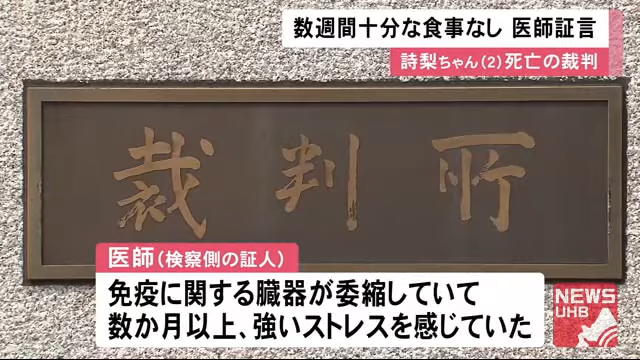 数週間十分な食事なし 医師証言
詩梨ちゃん(2)死亡の裁判
裁判所
医師(検察側の証人)
免疫に関する臓器が委縮していて
数か月以上、強いストレスを感じていた
NEWS
UHB